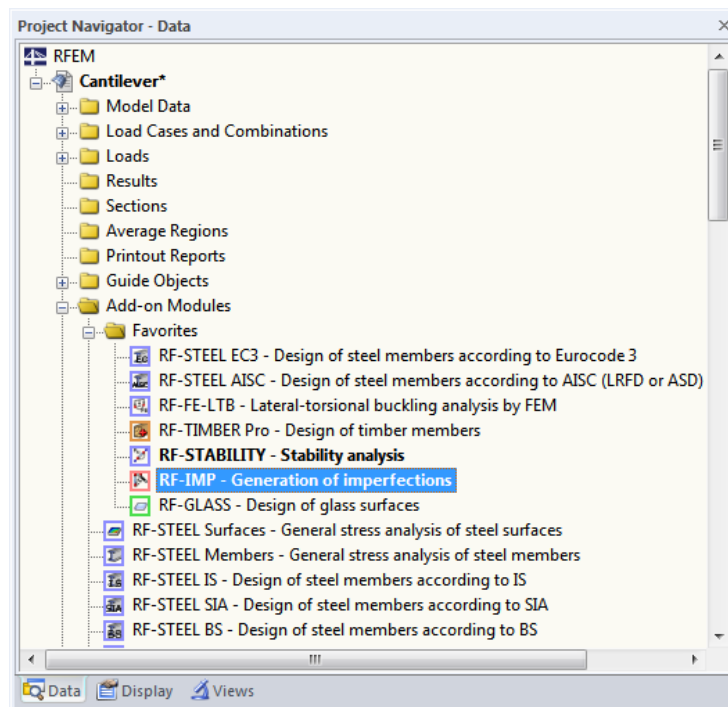 Project Navigator - Data
RFEM
Cantilever*
Model Data
Load Cases and Combinations
Loads
Results
Sections
Average Regions
Printout Reports
Guide Objects
Add-on Modules
Favorites
RF-STEEL EC3 - Design of steel members according to Eurocode 3
RF-STEEL AISC - Design of steel members according to AISC (LRFD or ASD)
RF-FE-LTB - Lateral-torsional buckling analysis by FEM
RF-TIMBER Pro - Design of timber members
RF-STABILITY - Stability analysis
RF-IMP - Generation of imperfections
RF-GLASS - Design of glass surfaces
RF-STEEL Surfaces - General stress analysis of steel surfaces
RF-STEEL Members - General stress analysis of steel members
RF-STEEL IS - Design of steel members according to IS
RF-STEEL SIA - Design of steel members according to SIA
RF-STEEL BS - Design of steel members according to BS
Data Display Views